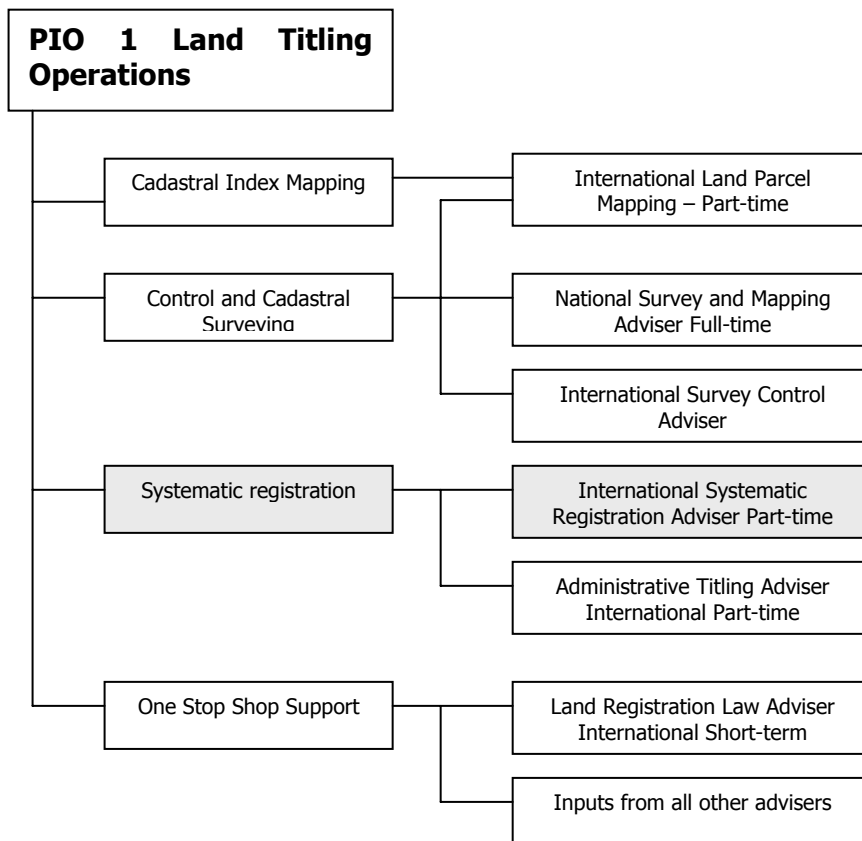 PIO 1 Land Titling
Operations
Cadastral Index Mapping
International Land Parcel
Mapping – Part-time
Control and Cadastral
Surveying
National Survey and Mapping
Adviser Full-time
International Survey Control
Adviser
Systematic registration
International Systematic
Registration Adviser Part-time
Administrative Titling Adviser
International Part-time
One Stop Shop Support
Land Registration Law Adviser
International Short-term
Inputs from all other advisers